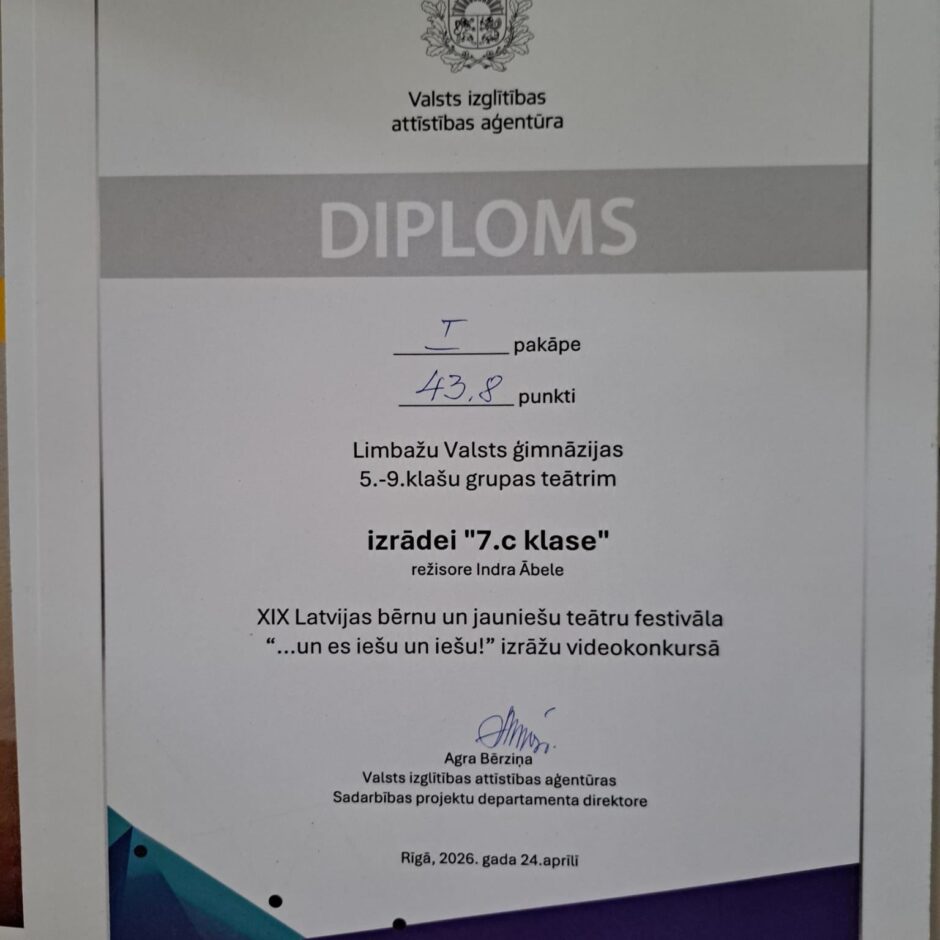 Valsts izglītības
attīstības aģentūra
DIPLOMS
I pakāpe
43,8 punkti
Limbažu Valsts ģimnāzijas
5.-9.klašu grupas teātrim
izrādei "7.c klase"
režisore Indra Ābele
XIX Latvijas bērnu un jauniešu teātru festivāla
“...un es iešu un iešu!” izrāžu videokonkursā
Agra Bērziņa
Valsts izglītības attīstības aģentūras
Sadarbības projektu departamenta direktore
Rīgā, 2026. gada 24.aprīlī